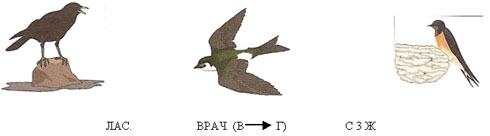 ЛАС. ВРАЧ (В → Г) С З Ж